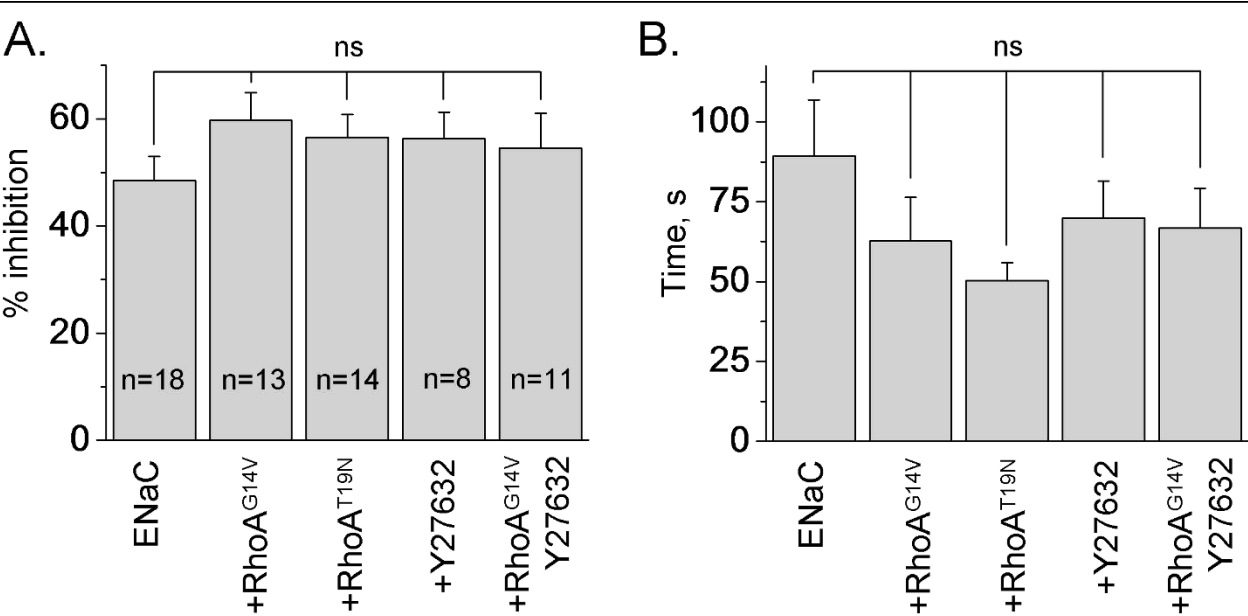 A.
ns
% inhibition
60
40
20
0
n=18
n=13
n=14
n=8
n=11
ENaC
+RhoAG14V
+RhoAT19N
+Y27632
+RhoAG14V
Y27632
B.
ns
Time, s
100
75
50
25
0
ENaC
+RhoAG14V
+RhoAT19N
+Y27632
+RhoAG14V
Y27632